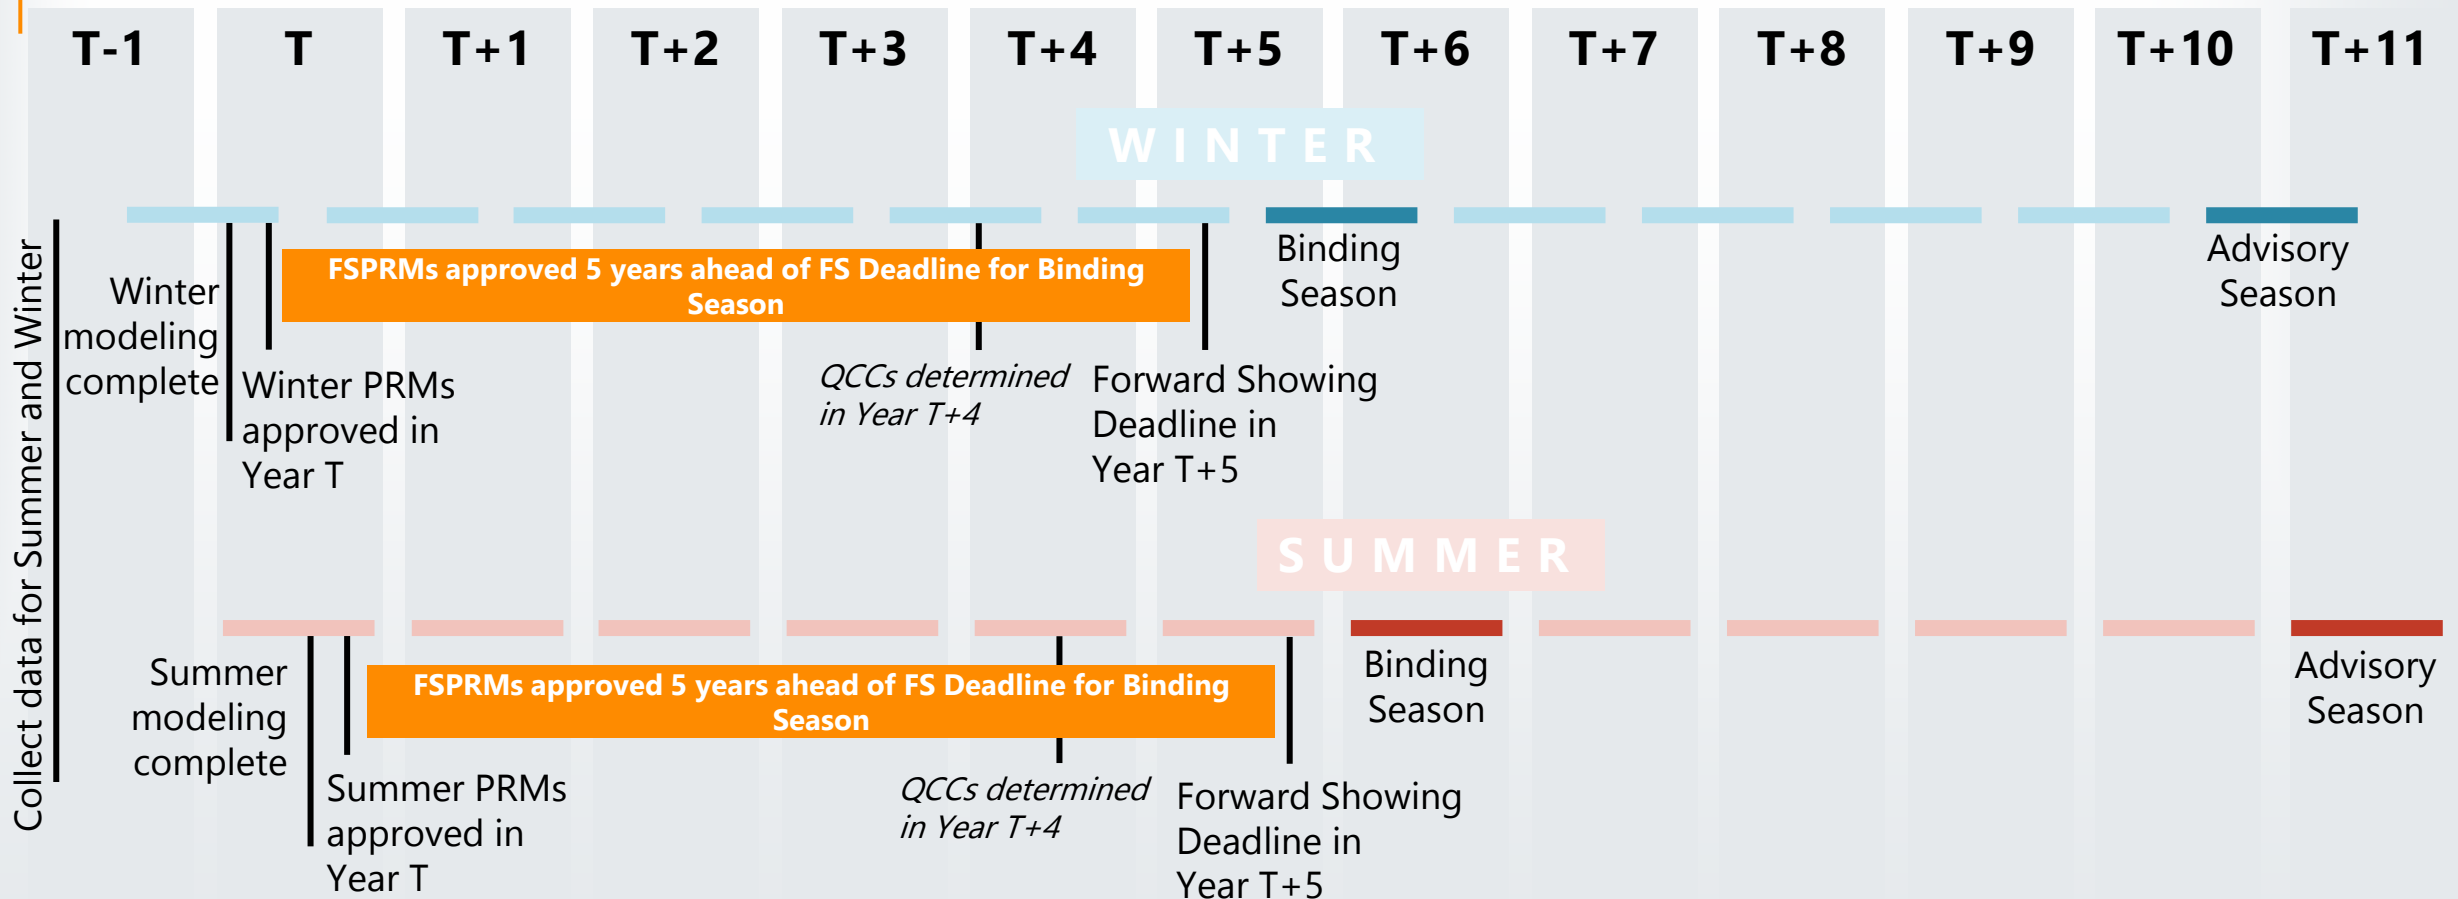 T-1 T T+1 T+2 T+3 T+4 T+5 T+6 T+7 T+8 T+9 T+10 T+11
WINTER
Collect data for Summer and Winter
Winter
modeling
complete
Winter PRMs
approved in
Year T
FSPRMs approved 5 years ahead of FS Deadline for Binding
Season
QCCs determined
in Year T+4
Forward Showing
Deadline in
Year T+5
Binding
Season
Advisory
Season
SUMMER
Summer
modeling
complete
Summer PRMs
approved in
Year T
FSPRMs approved 5 years ahead of FS Deadline for Binding
Season
QCCs determined
in Year T+4
Forward Showing
Deadline in
Year T+5
Binding
Season
Advisory
Season